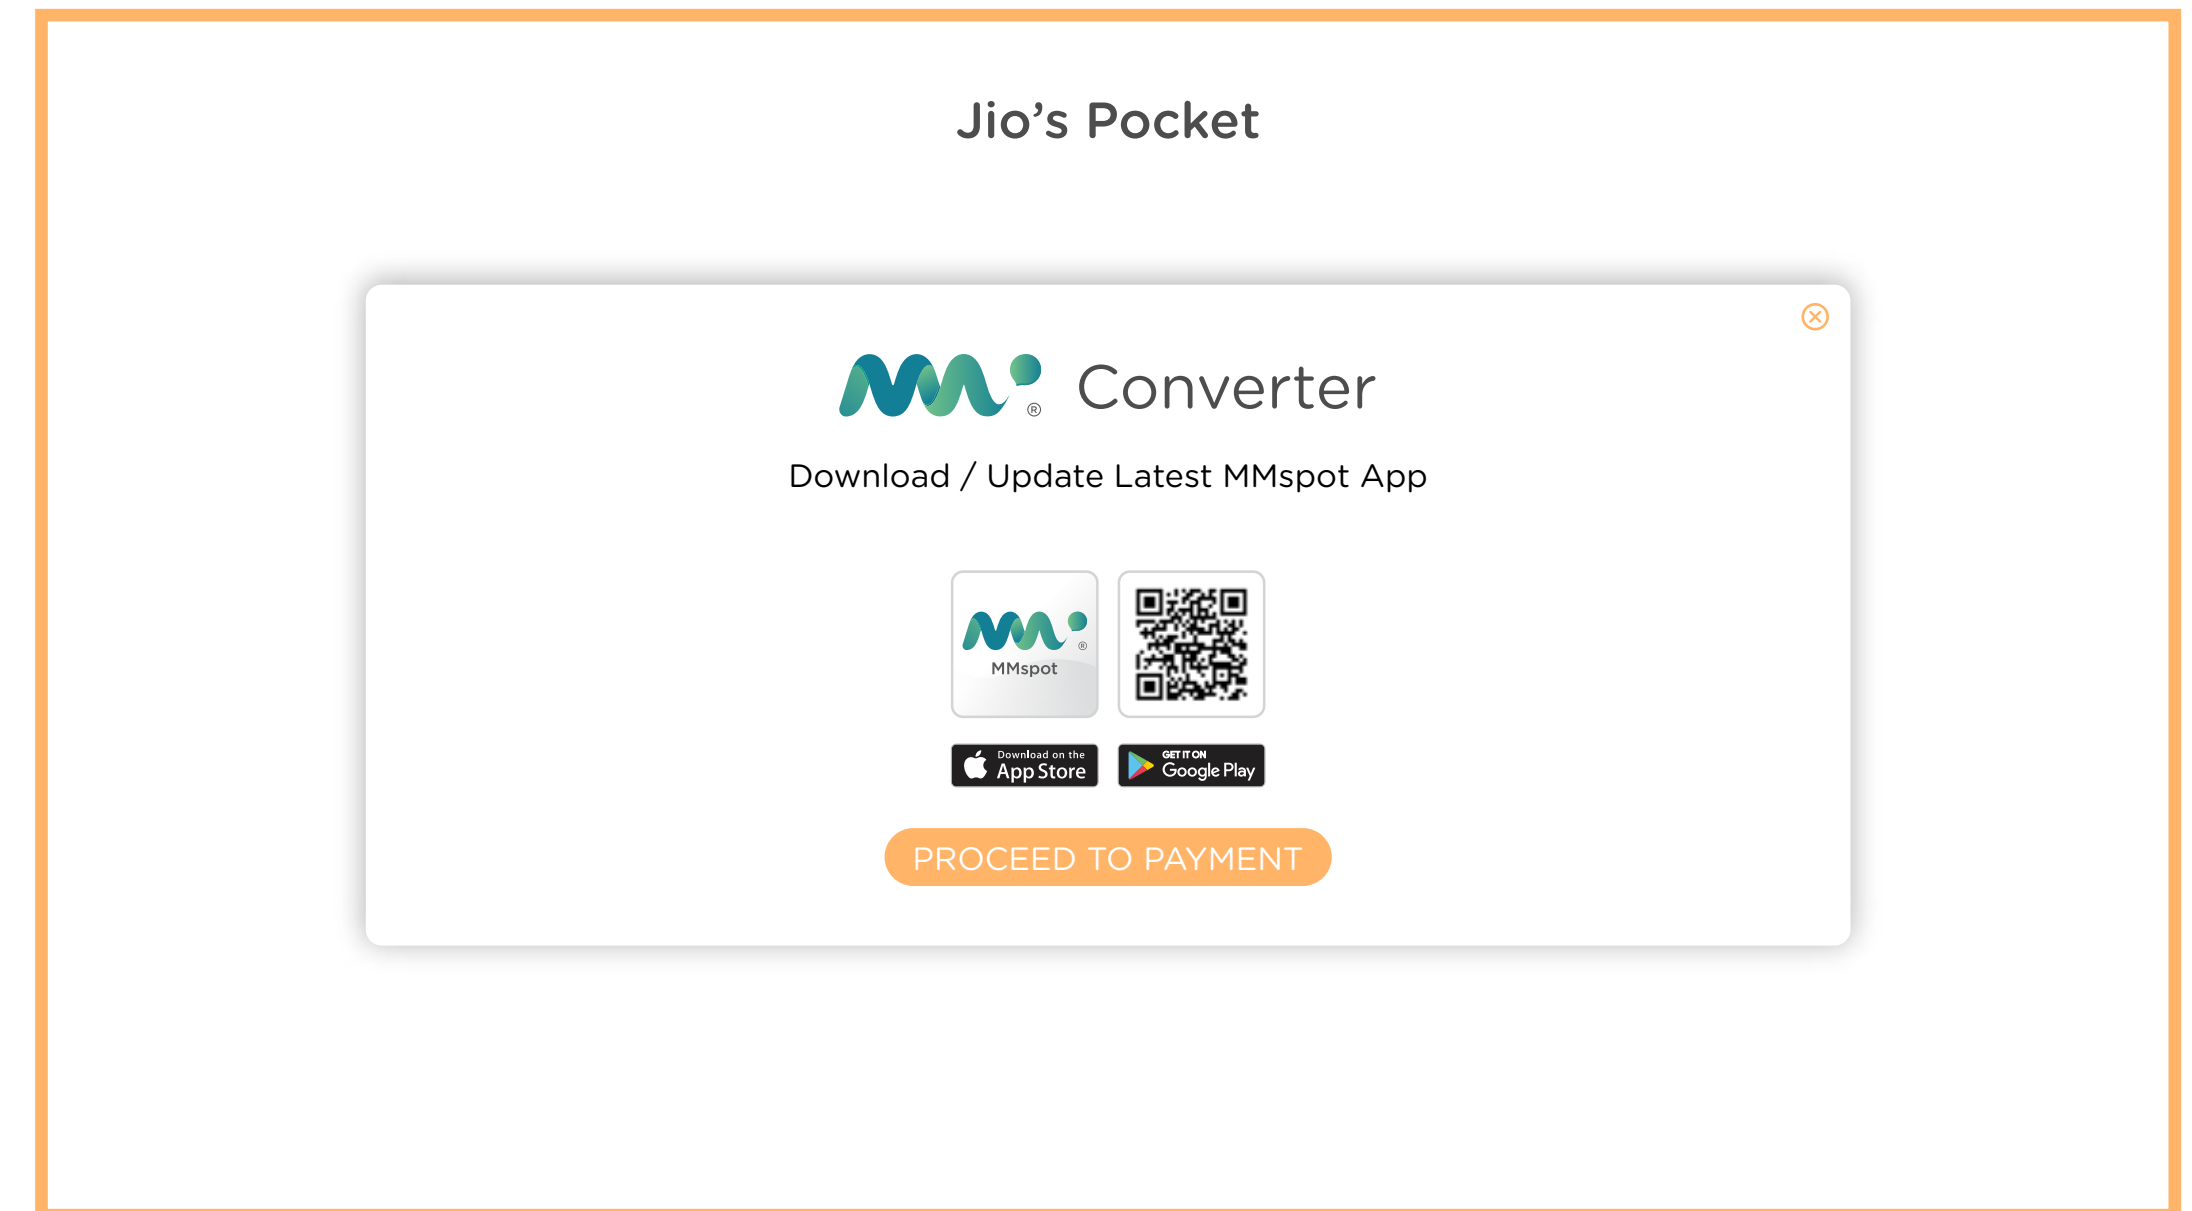 Jio’s Pocket
® Converter
Download / Update Latest MMspot App
®
MMspot
Download on the
App Store
GET IT ON
Google Play
PROCEED TO PAYMENT